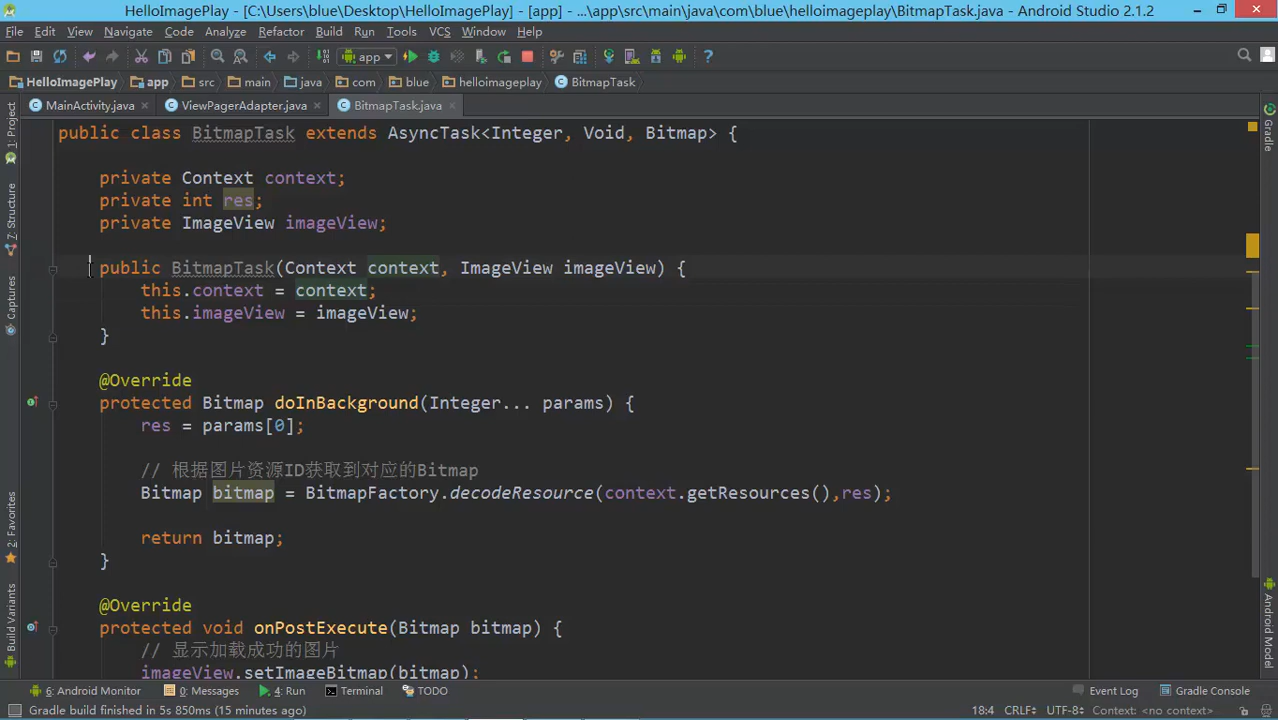 HelloImagePlay - [C:\Users\blue\Desktop\HelloImagePlay] - [app] - ...\app\src\main\java\com\blue\helloimageplay\BitmapTask.java - Android Studio 2.1.2
File Edit View Navigate Code Analyze Refactor Build Run Tools VCS Window Help
app
HelloImagePlay app src main java com blue helloimageplay BitmapTask
MainActivity.java ViewPagerAdapter.java BitmapTask.java
1: Project
7: Structure
Captures
2: Favorites
Build Variants
public class BitmapTask extends AsyncTask<Integer, Void, Bitmap> {
private Context context;
private int res;
private ImageView imageView;
public BitmapTask(Context context, ImageView imageView) {
this.context = context;
this.imageView = imageView;
}
@Override
protected Bitmap doInBackground(Integer... params) {
res = params[0];
// 根据图片资源ID获取到对应的Bitmap
Bitmap bitmap = BitmapFactory.decodeResource(context.getResources(),res);
return bitmap;
}
@Override
protected void onPostExecute(Bitmap bitmap) {
// 显示加载成功的图片
imageView.setImageBitmap(bitmap);
Gradle
Android Model
6: Android Monitor 0: Messages 4: Run Terminal TODO Event Log Gradle Console
Gradle build finished in 5s 850ms (15 minutes ago) 18:4 CRLF÷ UTF-8÷ Context: <no context>